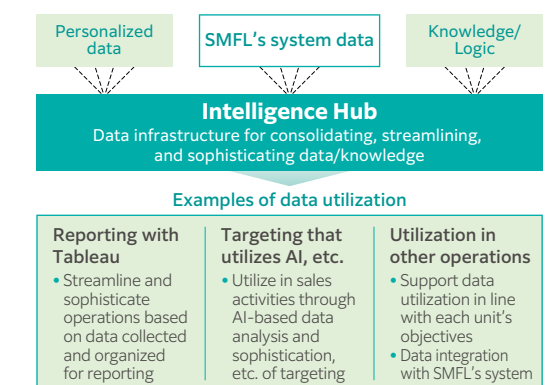 Personalized
data
SMFL's system data
Knowledge/
Logic
Intelligence Hub
Data infrastructure for consolidating, streamlining,
and sophisticating data/knowledge
Examples of data utilization
Reporting with
Tableau
• Streamline and
sophisticate
operations based
on data collected
and organized
for reporting
Targeting that
utilizes AI, etc.
• Utilize in sales
activities through
AI-based data
analysis and
sophistication,
etc. of targeting
Utilization in
other operations
• Support data
utilization in line
with each unit's
objectives
• Data integration
with SMFL's system